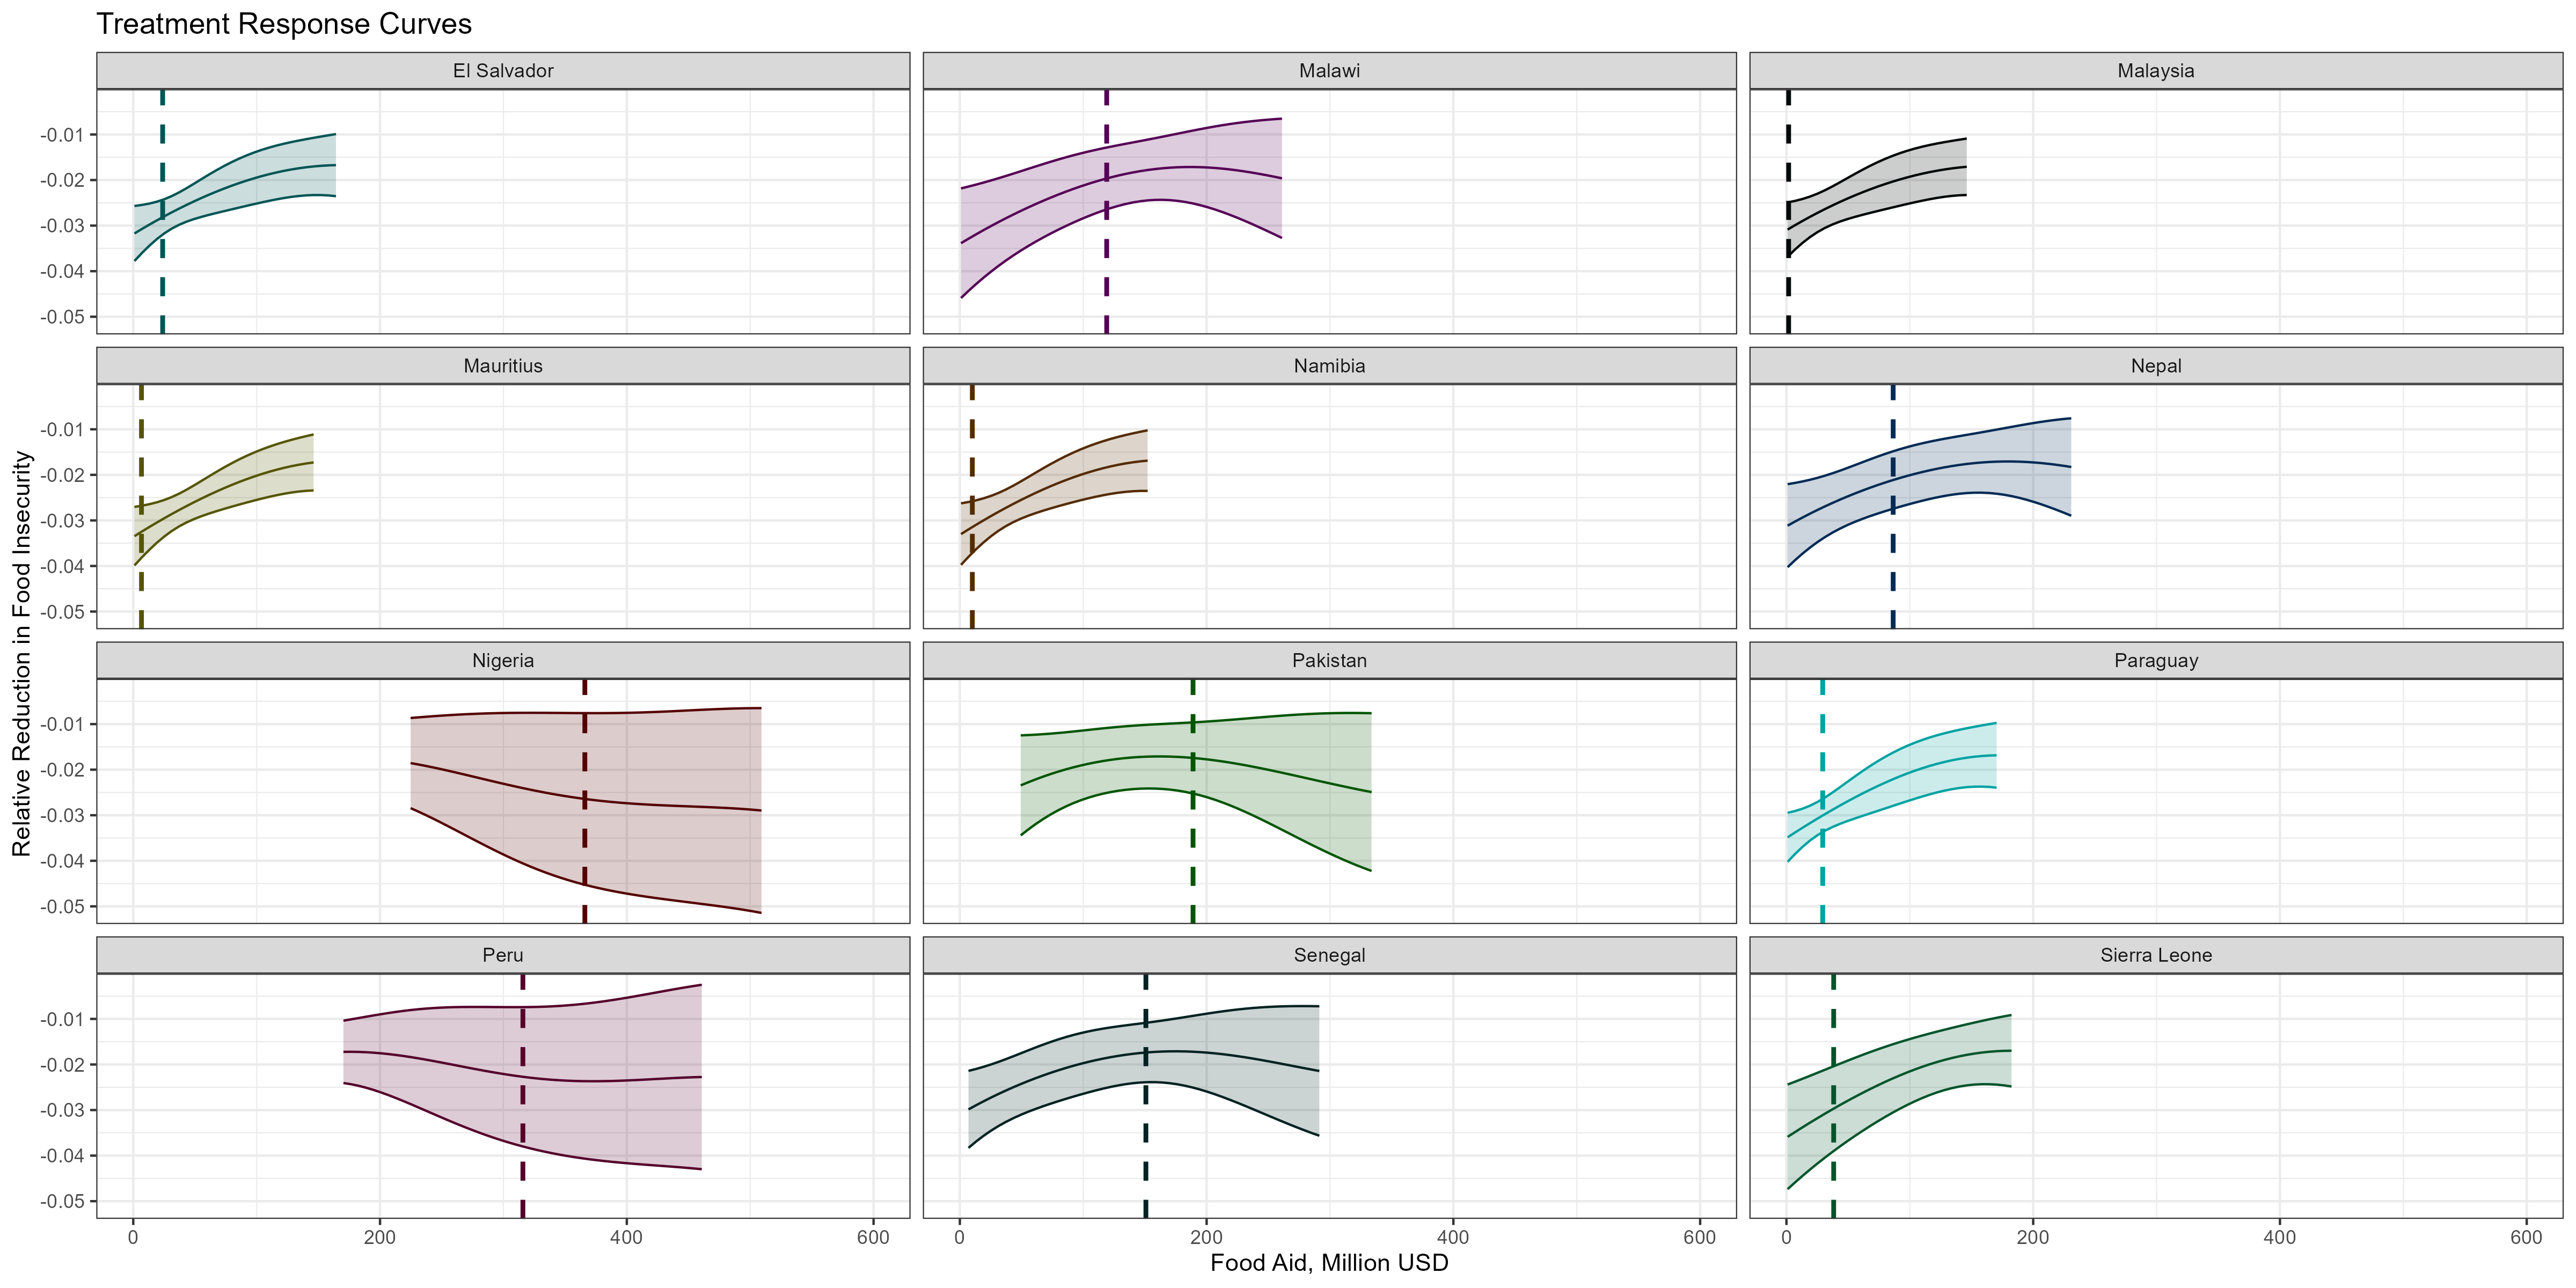 Treatment Response Curves
El Salvador
Malawi
Malaysia
-0.01
-0.02
-0.03
-0.04
-0.05
Mauritius
Namibia
Nepal
-0.01
-0.02
-0.03
-0.04
-0.05
Nigeria
Pakistan
Paraguay
-0.01
-0.02
-0.03
-0.04
-0.05
Peru
Senegal
Sierra Leone
-0.01
-0.02
-0.03
-0.04
-0.05
0 200 400 600
0 200 400 600
0 200 400 600
Relative Reduction in Food Insecurity
Food Aid, Million USD